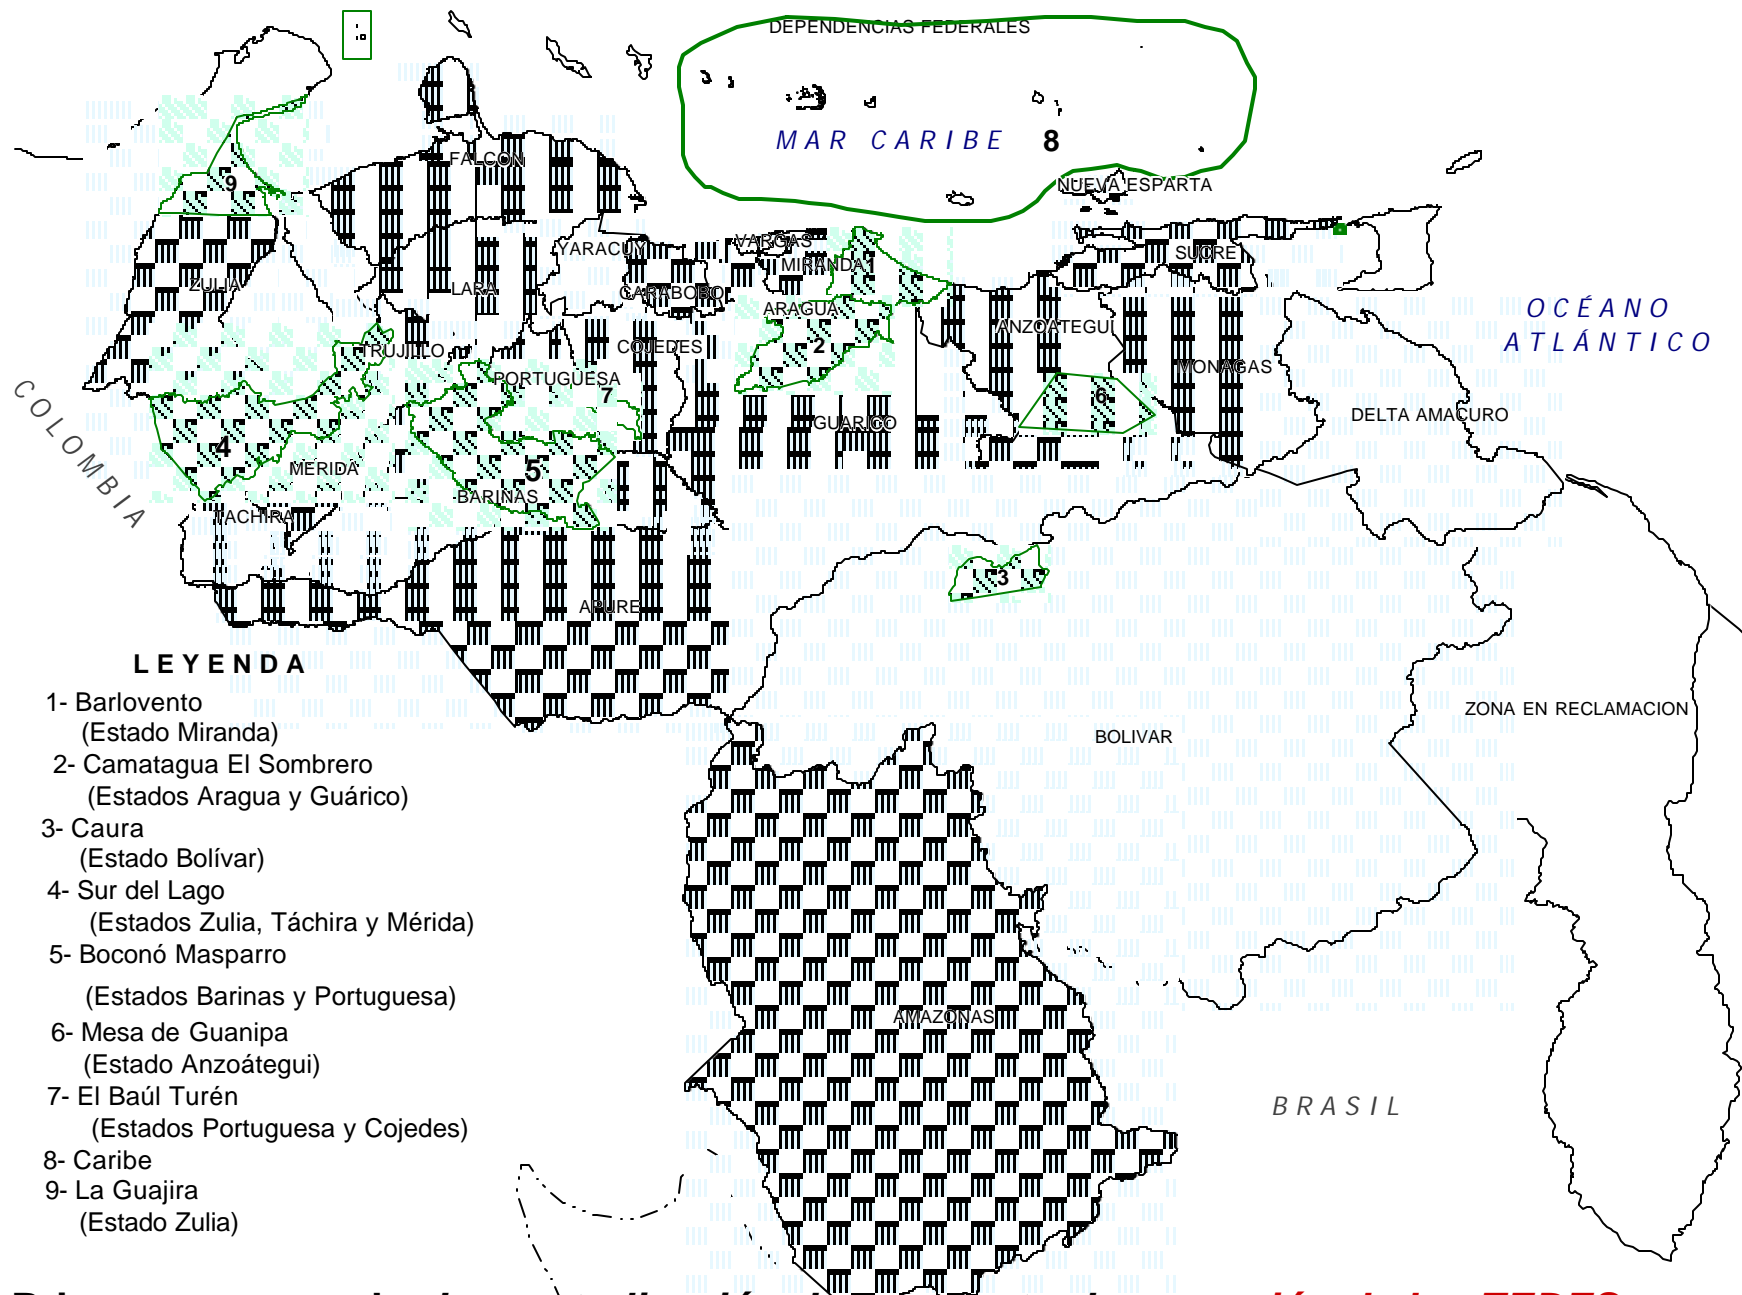 DEPENDENCIAS FEDERALES
MAR CARIBE 8
FALCON
9
NUEVA ESPARTA
YARACUY
VARGAS
SUCRE
MIRANDA
ZULIA
LARA
CARABOBO
ARAGUA
OCÉANO
ATLÁNTICO
ANZOATEGUI
TRUJILLO
COJEDES
2
MONAGAS
PORTUGUESA
7
6
COLOMBIA
GUARICO
DELTA AMACURO
4
MERIDA
5
BARINAS
TACHIRA
3
APURE
LEYENDA
1- Barlovento
(Estado Miranda)
2- Camatagua El Sombrero
(Estados Aragua y Guárico)
3- Caura
(Estado Bolívar)
4- Sur del Lago
(Estados Zulia, Táchira y Mérida)
5- Boconó Masparro
(Estados Barinas y Portuguesa)
6- Mesa de Guanipa
(Estado Anzoátegui)
7- El Baúl Turén
(Estados Portuguesa y Cojedes)
8- Caribe
9- La Guajira
(Estado Zulia)
ZONA EN RECLAMACION
BOLIVAR
AMAZONAS
BRASIL